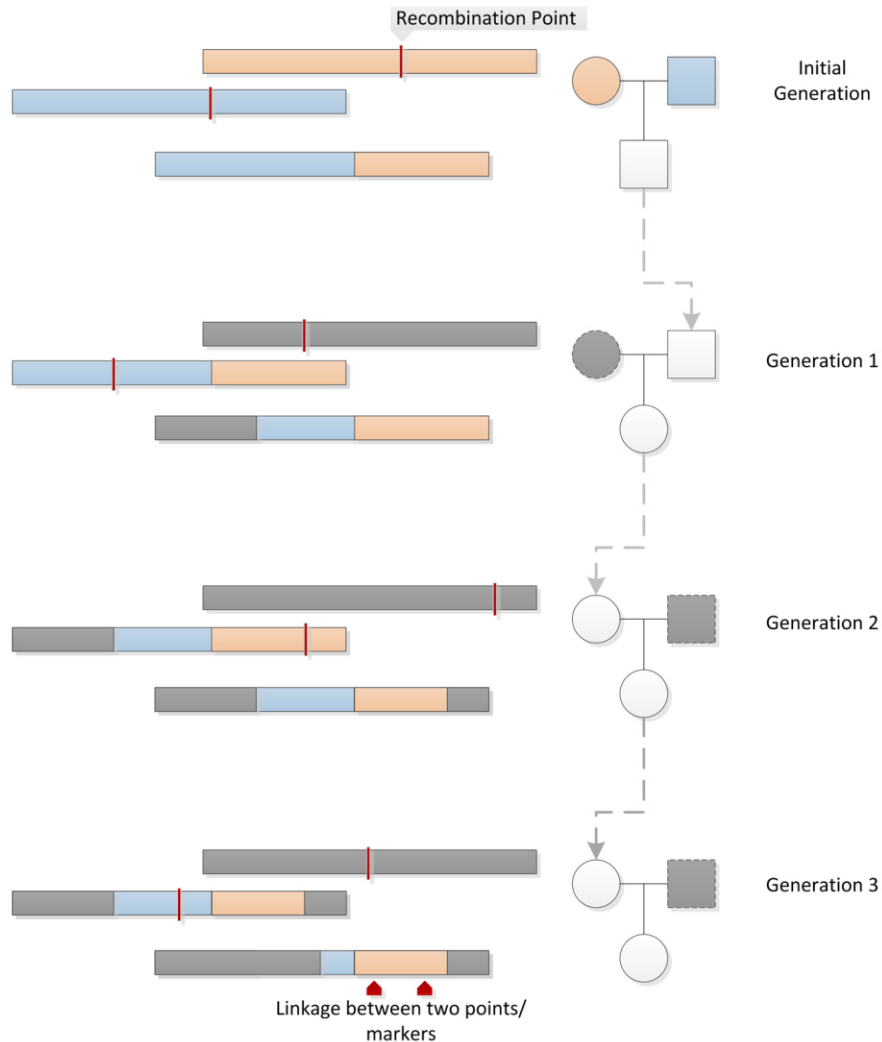 Recombination Point
Initial
Generation
Generation 1
Generation 2
Generation 3
Linkage between two points/
markers